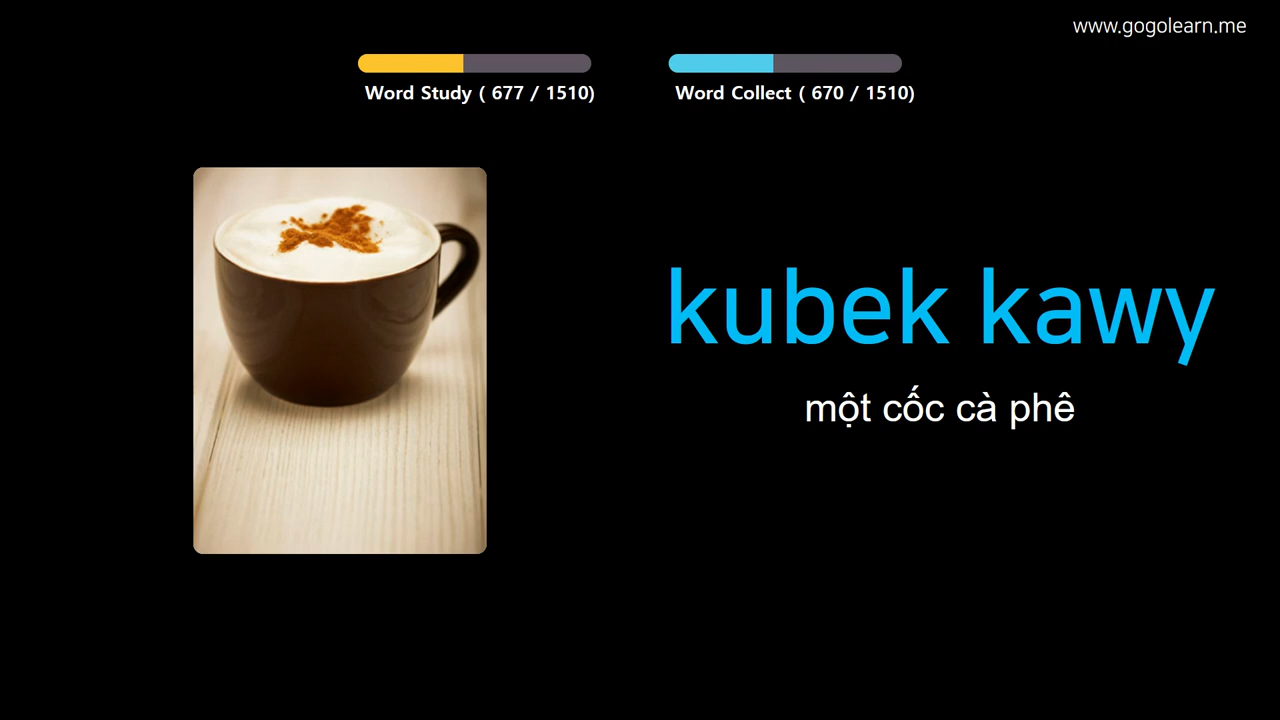 www.gogolearn.me
Word Study ( 677 / 1510)
Word Collect ( 670 / 1510)
kubek kawy
một cốc cà phê